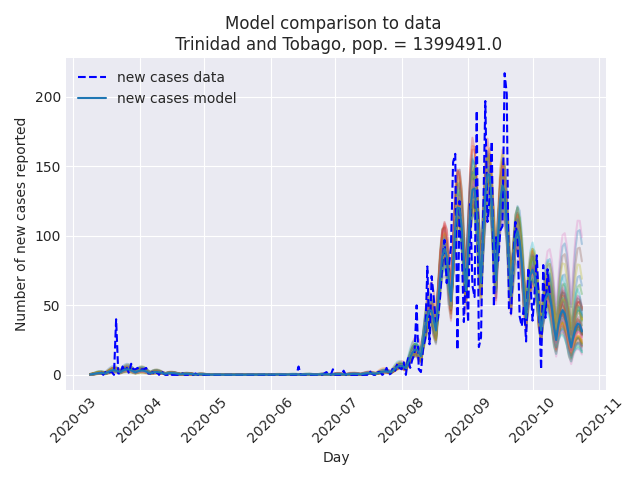 Model comparison to data
Trinidad and Tobago, pop. = 1399491.0
new cases data
new cases model
Number of new cases reported
200
150
100
50
0
2020-03
2020-04
2020-05
2020-06
2020-07
2020-08
2020-09
2020-10
2020-11
Day